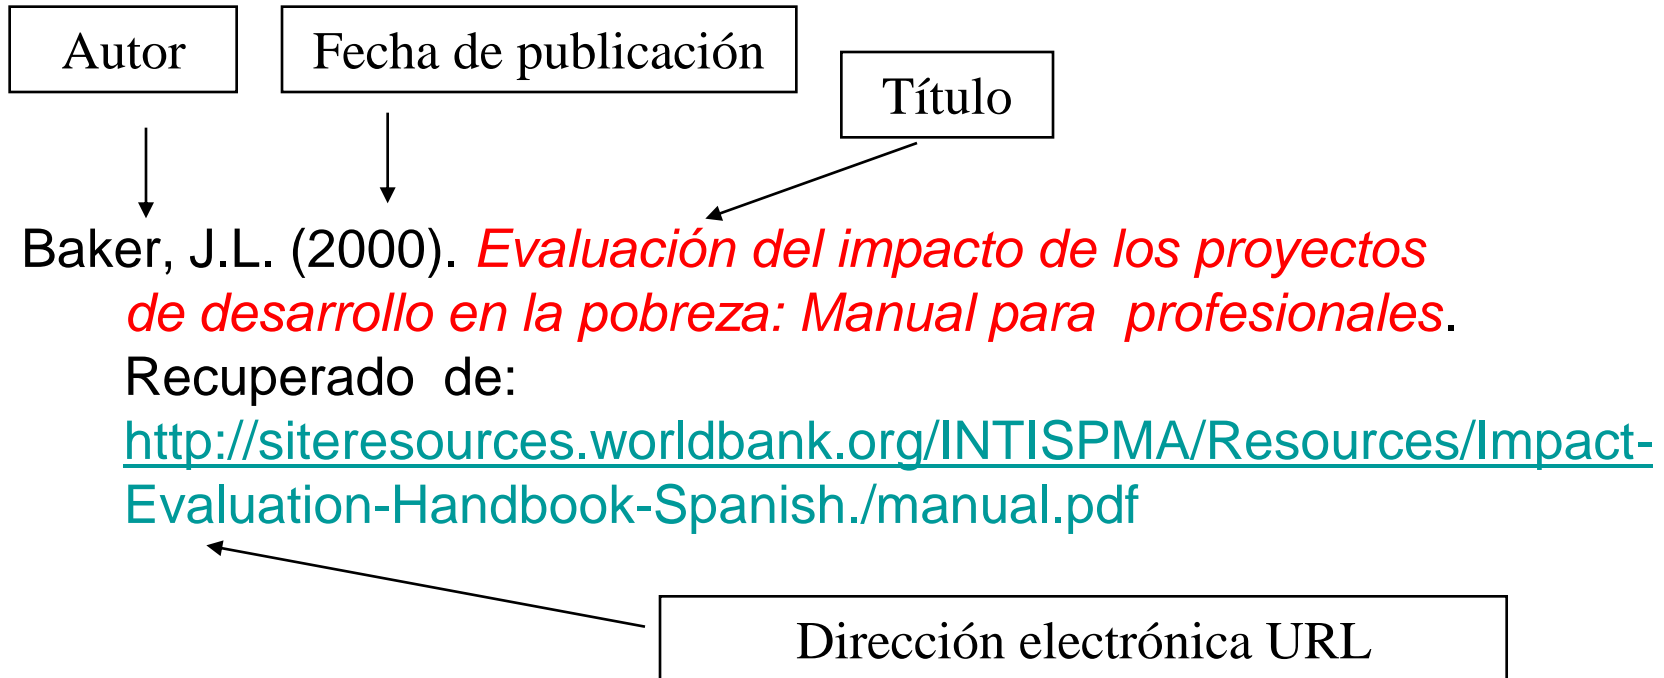 Autor
Fecha de publicación
Título
Baker, J.L. (2000). Evaluación del impacto de los proyectos
de desarrollo en la pobreza: Manual para  profesionales.
Recuperado  de:
http://siteresources.worldbank.org/INTISPMA/Resources/Impact-
Evaluation-Handbook-Spanish./manual.pdf
Dirección electrónica URL